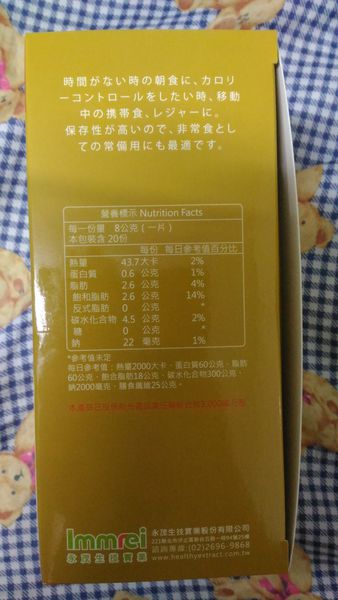 時間がない時の朝食に、カロリ
ーコントロールをしたい時、移動
中の携帯食、レジャーに。
保存性が高いので、非常食とし
ての常備用にも最適です。
營養標示 Nutrition Facts
每一份量 8公克(一片)
本包裝含 20份
每份 每日參考值百分比
熱量 43.7大卡 2%
蛋白質 0.6 公克 1%
脂肪 2.6 公克 4%
飽和脂肪 2.6 公克 14%
反式脂肪 0 公克 *
碳水化合物 4.5 公克 2%
糖 0 公克 *
鈉 22 毫克 1%
*參考值未定
每日參考值:熱量2000大卡、蛋白質60公克、脂肪
60公克、飽和脂肪18公克、碳水化合物300公克、
鈉2000毫克、膳食纖維25公克。
Immrei
永茂生技實業
永茂生技實業股份有限公司
諮詢專線:(02)2696-9868
www.healthyextract.com.tw